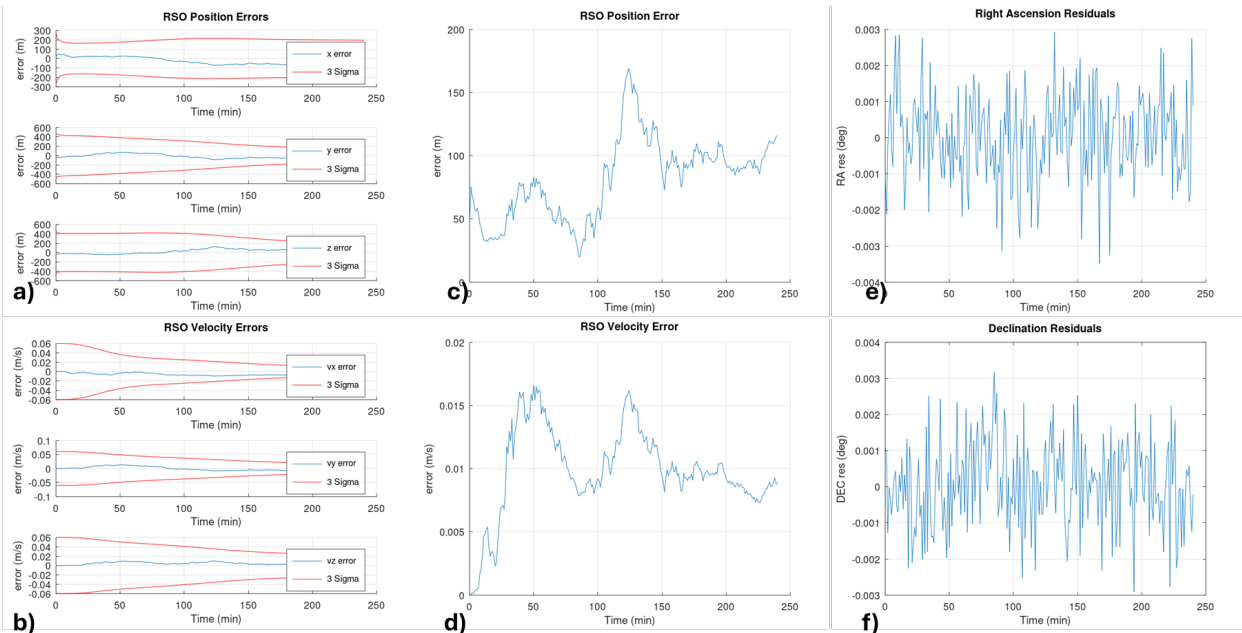 RSO Position Errors
300
200
100
0
-100
-200
-300
error (m)
x error
3 Sigma
0 50 100 150 200 250
Time (min)
600
400
200
0
-200
-400
-600
error (m)
y error
3 Sigma
0 50 100 150 200 250
Time (min)
600
400
200
0
-200
-400
-600
error (m)
z error
3 Sigma
0 50 100 150 200 250
Time (min)
a)
RSO Position Error
200
150
100
50
0
error (m)
0 50 100 150 200 250
Time (min)
c)
Right Ascension Residuals
0.003
0.002
0.001
0
-0.001
-0.002
-0.003
-0.004
RA res (deg)
0 50 100 150 200 250
Time (min)
e)
RSO Velocity Errors
0.06
0.04
0.02
0
-0.02
-0.04
-0.06
error (m/s)
vx error
3 Sigma
0 50 100 150 200 250
Time (min)
0.1
0.05
0
-0.05
-0.1
error (m/s)
vy error
3 Sigma
0 50 100 150 200 250
Time (min)
0.06
0.04
0.02
0
-0.02
-0.04
-0.06
error (m/s)
vz error
3 Sigma
0 50 100 150 200 250
Time (min)
b)
RSO Velocity Error
0.02
0.015
0.01
0.005
0
error (m/s)
0 50 100 150 200 250
Time (min)
d)
Declination Residuals
0.004
0.003
0.002
0.001
0
-0.001
-0.002
-0.003
DEC res (deg)
0 50 100 150 200 250
Time (min)
f)